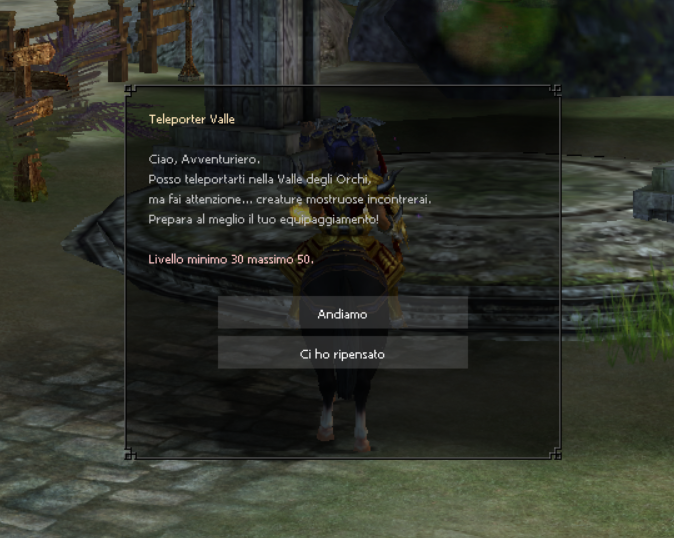 Teleporter Valle
Ciao, Avventuriero.
Posso teleportarti nella Valle degli Orchi,
ma fai attenzione... creature mostruose incontrerai.
Prepara al meglio il tuo equipaggiamento!
Livello minimo 30 massimo 50.
Andiamo
Ci ho ripensato